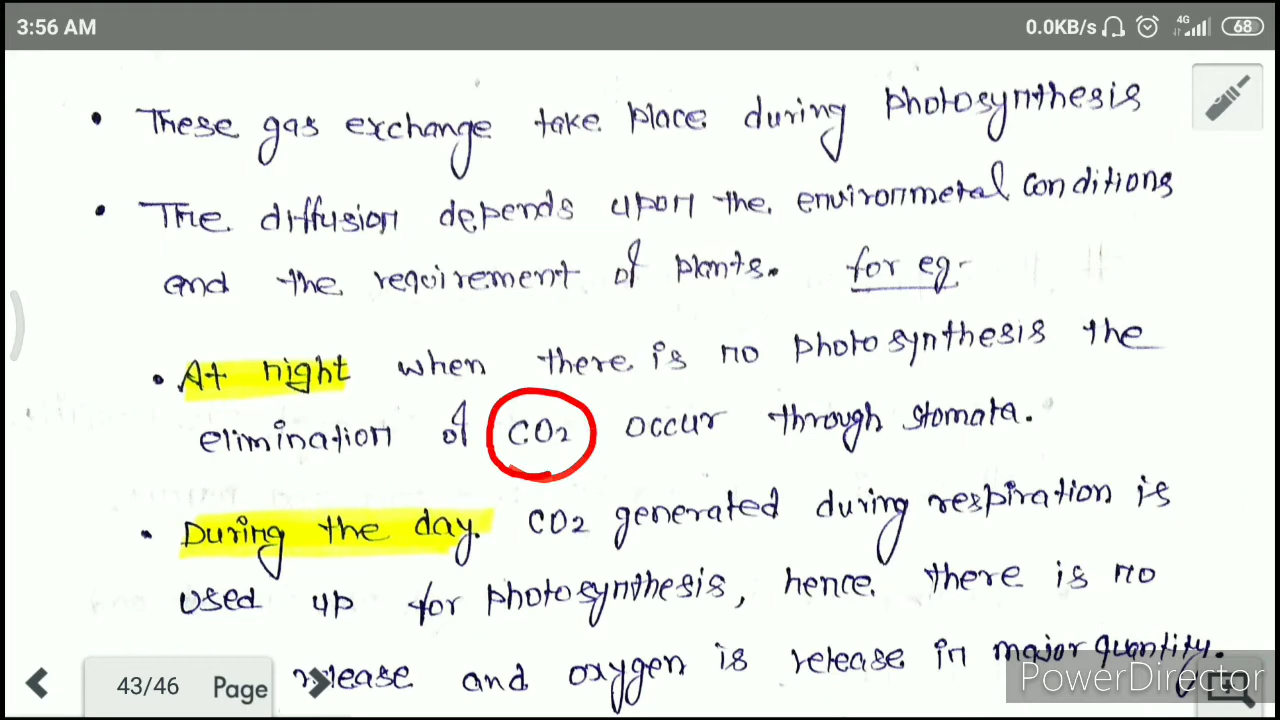 3:56 AM 0.0KB/s 4G 68
• These gas exchange take place during photosynthesis
• The diffusion depends upon the environmetal conditions
and the requirement of plants. for eg:
• At night when there is no photosynthesis the
elimination of CO2 occur through stomata.
• During the day. CO2 generated during respiration is
used up for photosynthesis, hence there is no
release and oxygen is release in major quantity.
43/46 Page
PowerDirector